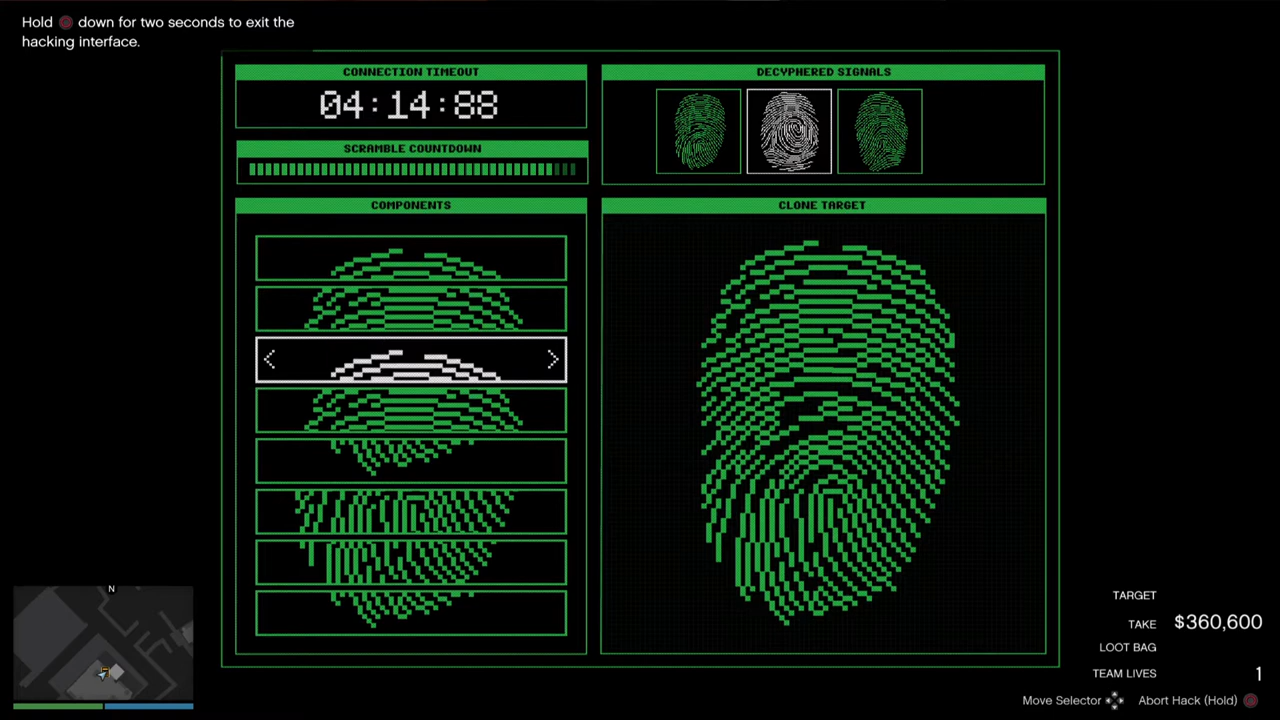 Hold down for two seconds to exit the
hacking interface.
CONNECTION TIMEOUT
04:14:88
SCRAMBLE COUNTDOWN
DECYPHERED SIGNALS
COMPONENTS
CLONE TARGET
N
TARGET
TAKE $360,600
LOOT BAG
TEAM LIVES 1
Move Selector Abort Hack (Hold)